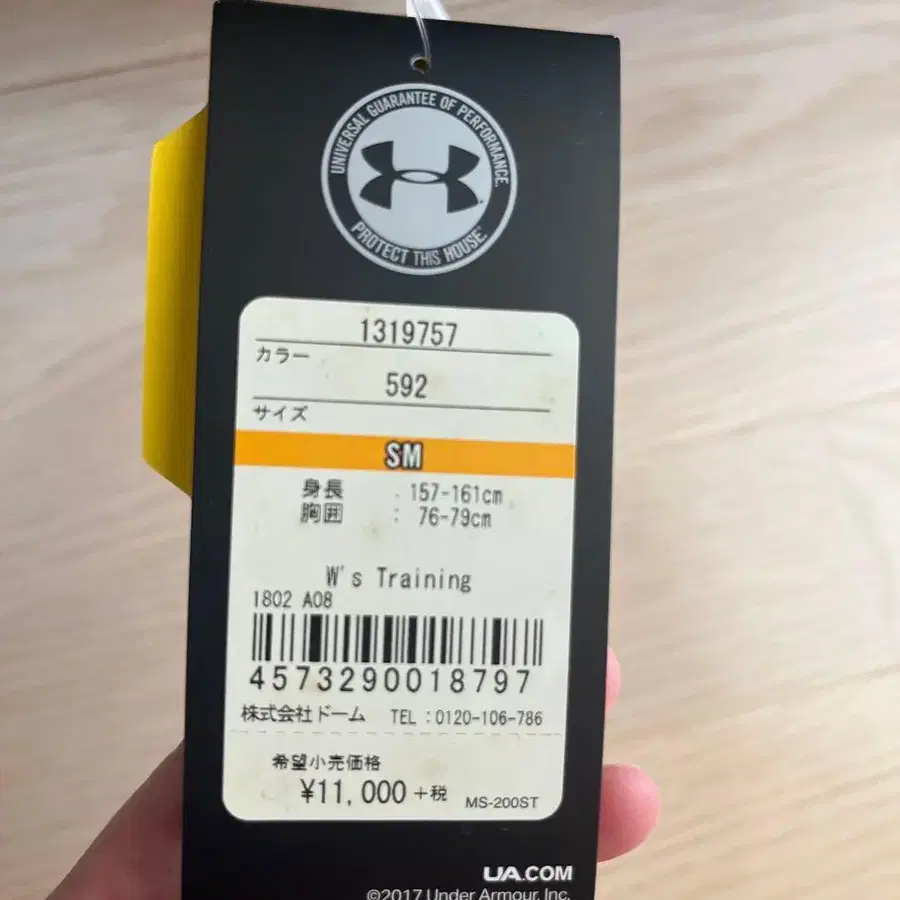 UNIVERSAL GUARANTEE OF PERFORMANCE.
PROTECT THIS HOUSE.
1319757
カラー
592
サイズ
SM
身長 : 157-161cm
胸囲 : 76-79cm
W's Training
1802 A08
4573290018797
株式会社ドーム TEL : 0120-106-786
希望小売価格
¥11,000 +税 MS-200ST
UA.COM
©2017 Under Armour, Inc.